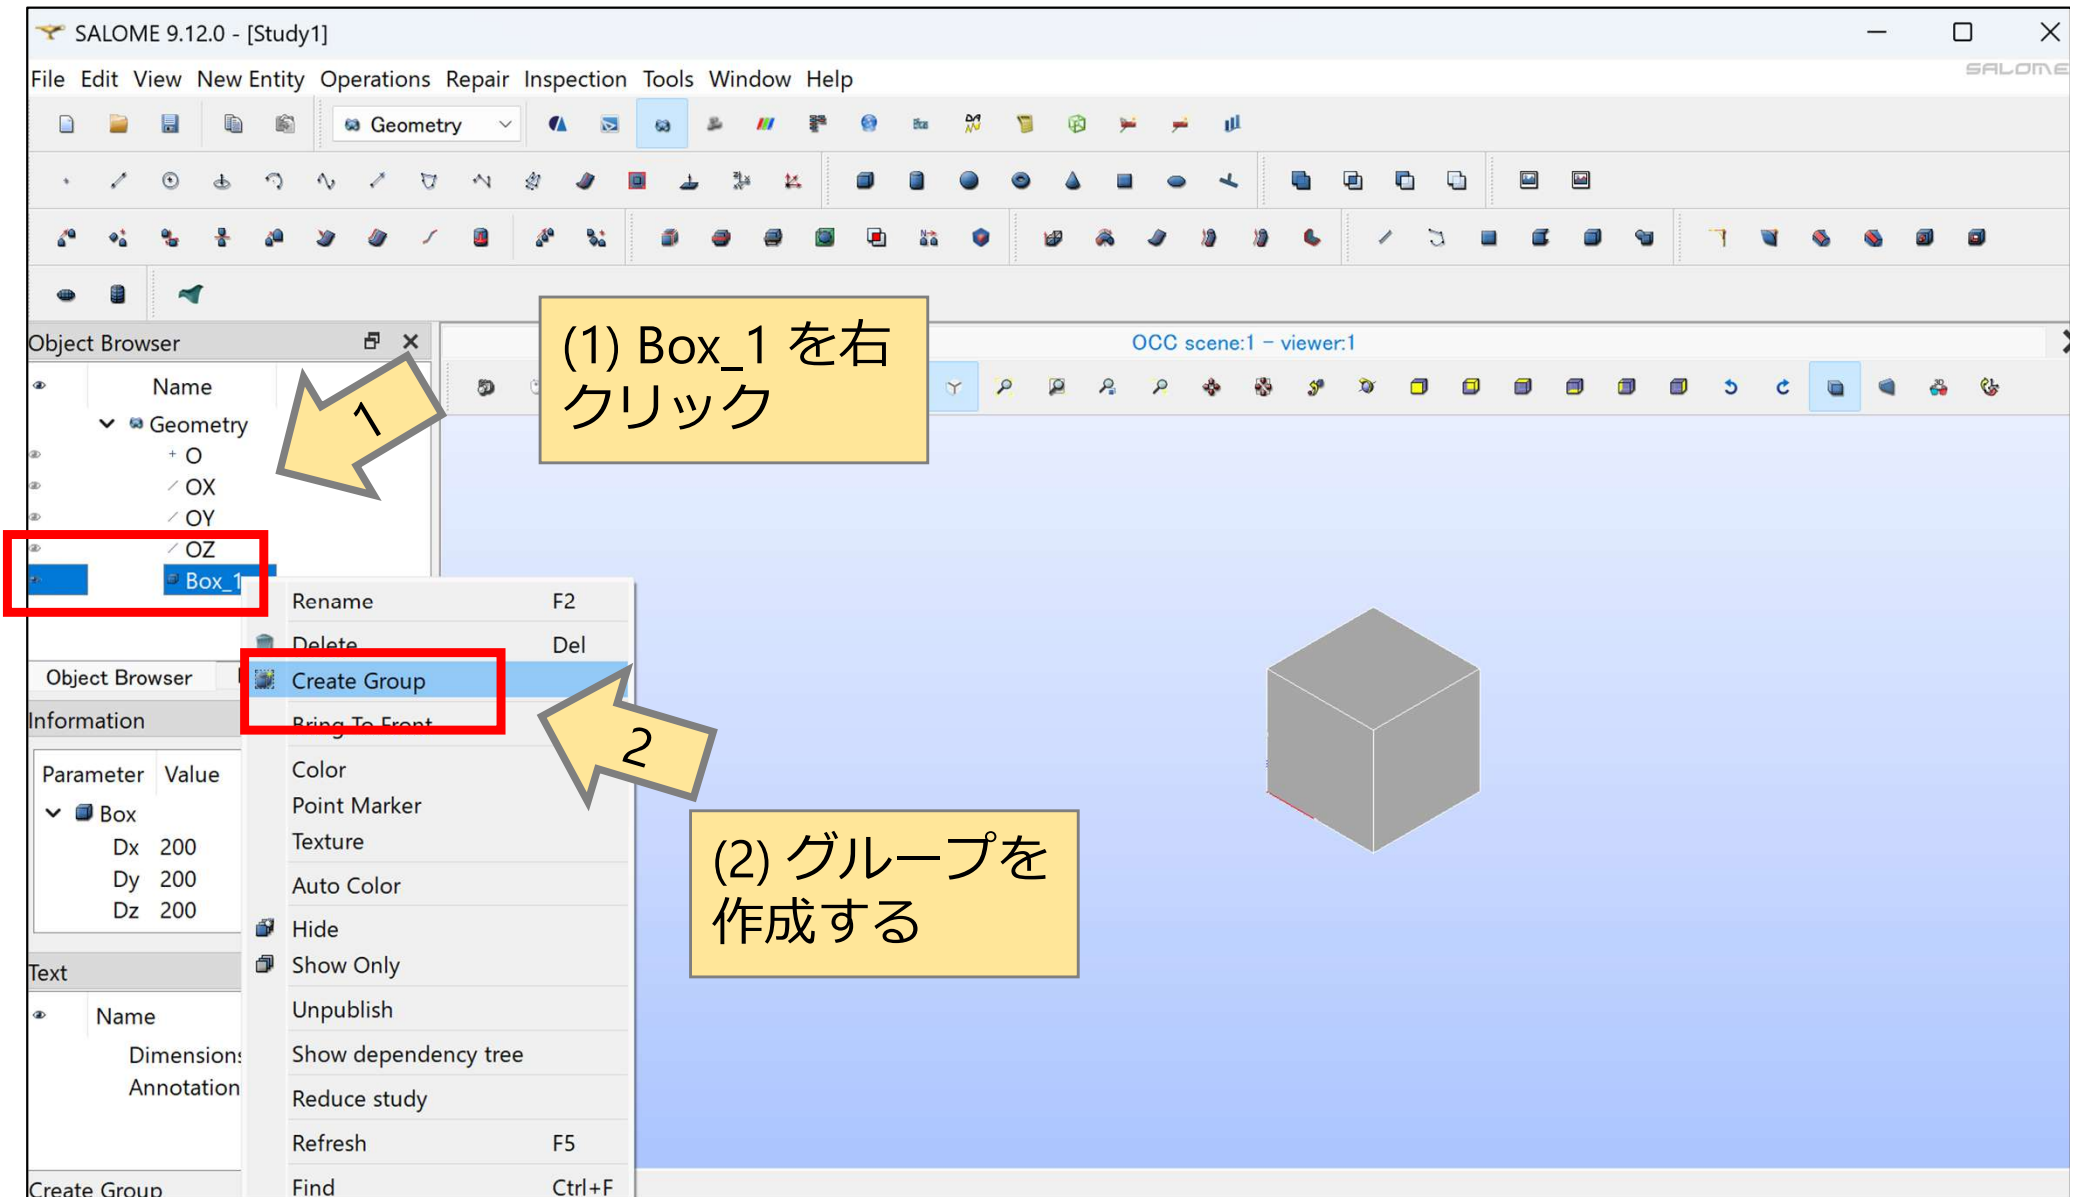 SALOME 9.12.0 - [Study1]
File Edit View New Entity Operations Repair Inspection Tools Window Help
SALOME
Geometry
Object Browser
OCC scene:1 - viewer:1
(1) Box_1 を右
クリック
Name
1
Geometry
O
OX
OY
OZ
Box_1
Rename F2
Delete Del
Create Group
Bring To Front
Color
Point Marker
Texture
Auto Color
Hide
Show Only
Unpublish
Show dependency tree
Reduce study
Refresh F5
Find Ctrl+F
2
(2) グループを
作成する
Object Browser
Information
Parameter Value
Box
Dx 200
Dy 200
Dz 200
Text
Name
Dimensions
Annotation
Create Group